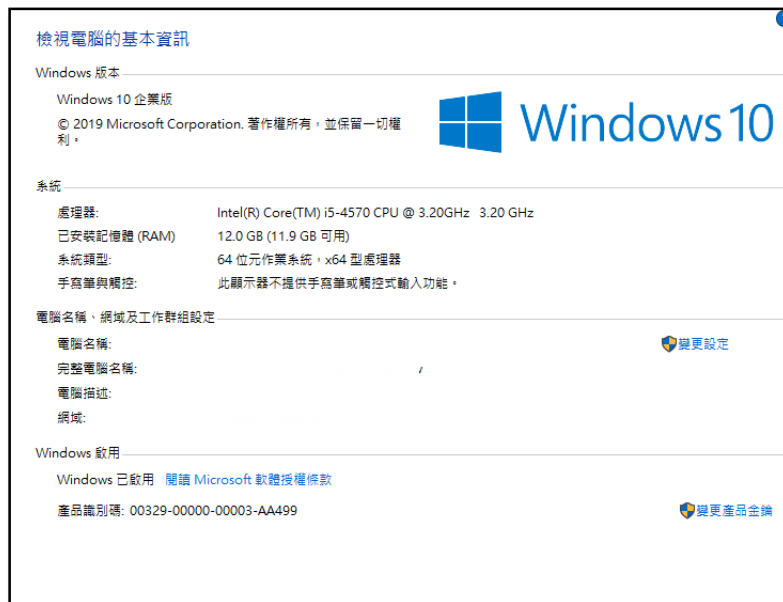 檢視電腦的基本資訊
Windows 版本
Windows 10 企業版
© 2019 Microsoft Corporation. 著作權所有，並保留一切權
利。
Windows 10
系統
處理器: Intel(R) Core(TM) i5-4570 CPU @ 3.20GHz 3.20 GHz
已安裝記憶體 (RAM) 12.0 GB (11.9 GB 可用)
系統類型: 64 位元作業系統，x64 型處理器
手寫筆與觸控: 此顯示器不提供手寫筆或觸控式輸入功能。
電腦名稱、網域及工作群組設定
電腦名稱: 變更設定
完整電腦名稱:
電腦描述:
網域:
Windows 啟用
Windows 已啟用 閱讀 Microsoft 軟體授權條款
產品識別碼: 00329-00000-00003-AA499 變更產品金鑰